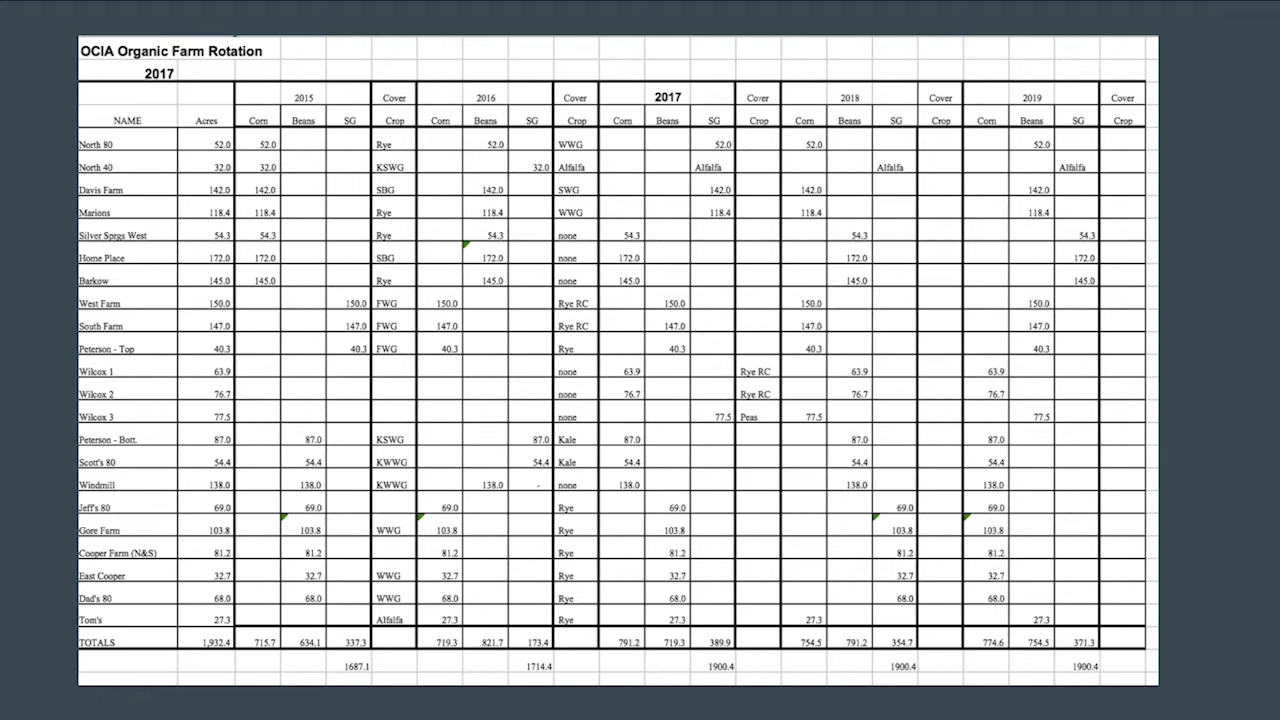 OCIA Organic Farm Rotation
2017
2015 Cover 2016 Cover 2017 Cover 2018 Cover 2019 Cover
NAME Acres Corn Beans SG Crop Corn Beans SG Crop Corn Beans SG Crop Corn Beans SG Crop Corn Beans SG Crop
North 80 52.0 52.0 Rye 52.0 WWG 52.0 52.0 52.0
North 40 32.0 32.0 KSWG 32.0 Alfalfa Alfalfa Alfalfa Alfalfa
Davis Farm 142.0 142.0 SBG 142.0 SWG 142.0 142.0 142.0
Marions 118.4 118.4 Rye 118.4 WWG 118.4 118.4 118.4
Silver Sprgs West 54.3 54.3 Rye 54.3 none 54.3 54.3 54.3
Home Place 172.0 172.0 SBG 172.0 none 172.0 172.0 172.0
Barkow 145.0 145.0 Rye 145.0 none 145.0 145.0 145.0
West Farm 150.0 150.0 FWG 150.0 Rye RC 150.0 150.0 150.0
South Farm 147.0 147.0 FWG 147.0 Rye RC 147.0 147.0 147.0
Peterson - Top 40.3 40.3 FWG 40.3 Rye 40.3 40.3 40.3
Wilcox 1 63.9 none 63.9 Rye RC 63.9 63.9
Wilcox 2 76.7 none 76.7 Rye RC 76.7 76.7
Wilcox 3 77.5 none 77.5 Peas 77.5 77.5
Peterson - Bott. 87.0 87.0 KSWG 87.0 Kale 87.0 87.0 87.0
Scott's 80 54.4 54.4 KWWG 54.4 Kale 54.4 54.4 54.4
Windmill 138.0 138.0 KWWG 138.0 - none 138.0 138.0 138.0
Jeff's 80 69.0 69.0 69.0 Rye 69.0 69.0 69.0
Gore Farm 103.8 103.8 WWG 103.8 Rye 103.8 103.8 103.8
Cooper Farm (N&S) 81.2 81.2 81.2 Rye 81.2 81.2 81.2
East Cooper 32.7 32.7 WWG 32.7 Rye 32.7 32.7 32.7
Dad's 80 68.0 68.0 WWG 68.0 Rye 68.0 68.0 68.0
Tom's 27.3 Alfalfa 27.3 Rye 27.3 27.3 27.3
TOTALS 1,932.4 715.7 634.1 337.3 719.3 821.7 173.4 791.2 719.3 389.9 754.5 791.2 354.7 774.6 754.5 371.3
1687.1 1714.4 1900.4 1900.4 1900.4